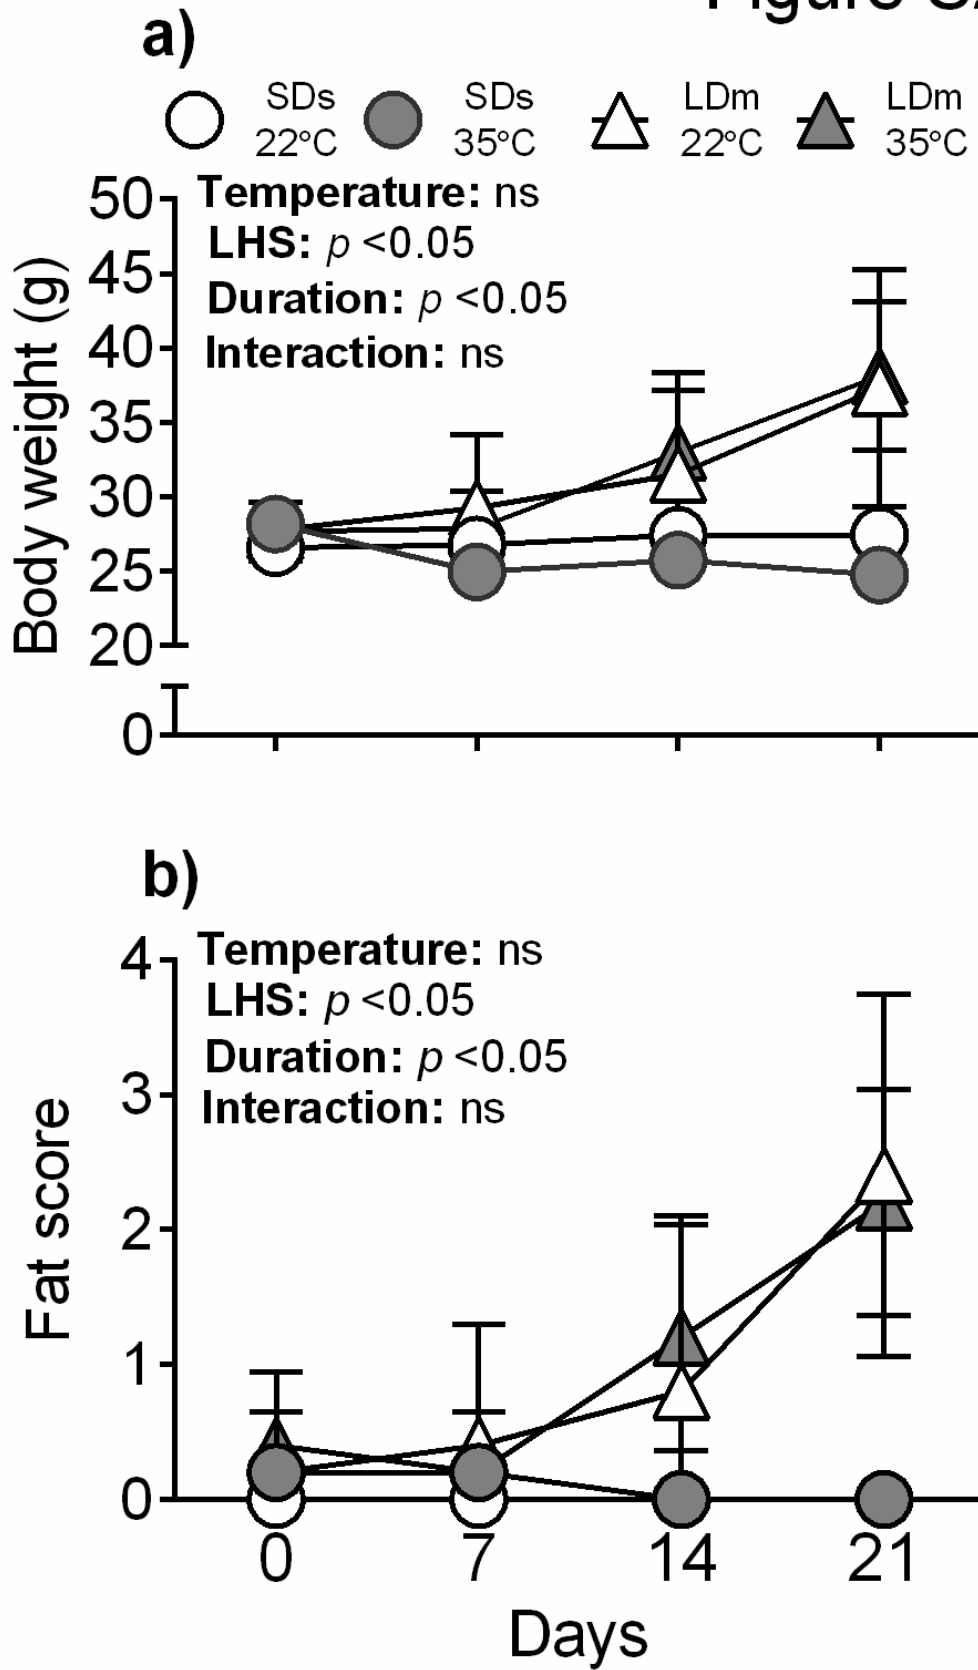 a)
SDs SDs LDm LDm
22°C 35°C 22°C 35°C
Temperature: ns
LHS: p <0.05
Duration: p <0.05
Interaction: ns
Body weight (g)
50
45
40
35
30
25
20
0
b)
Temperature: ns
LHS: p <0.05
Duration: p <0.05
Interaction: ns
Fat score
4
3
2
1
0
0 7 14 21
Days